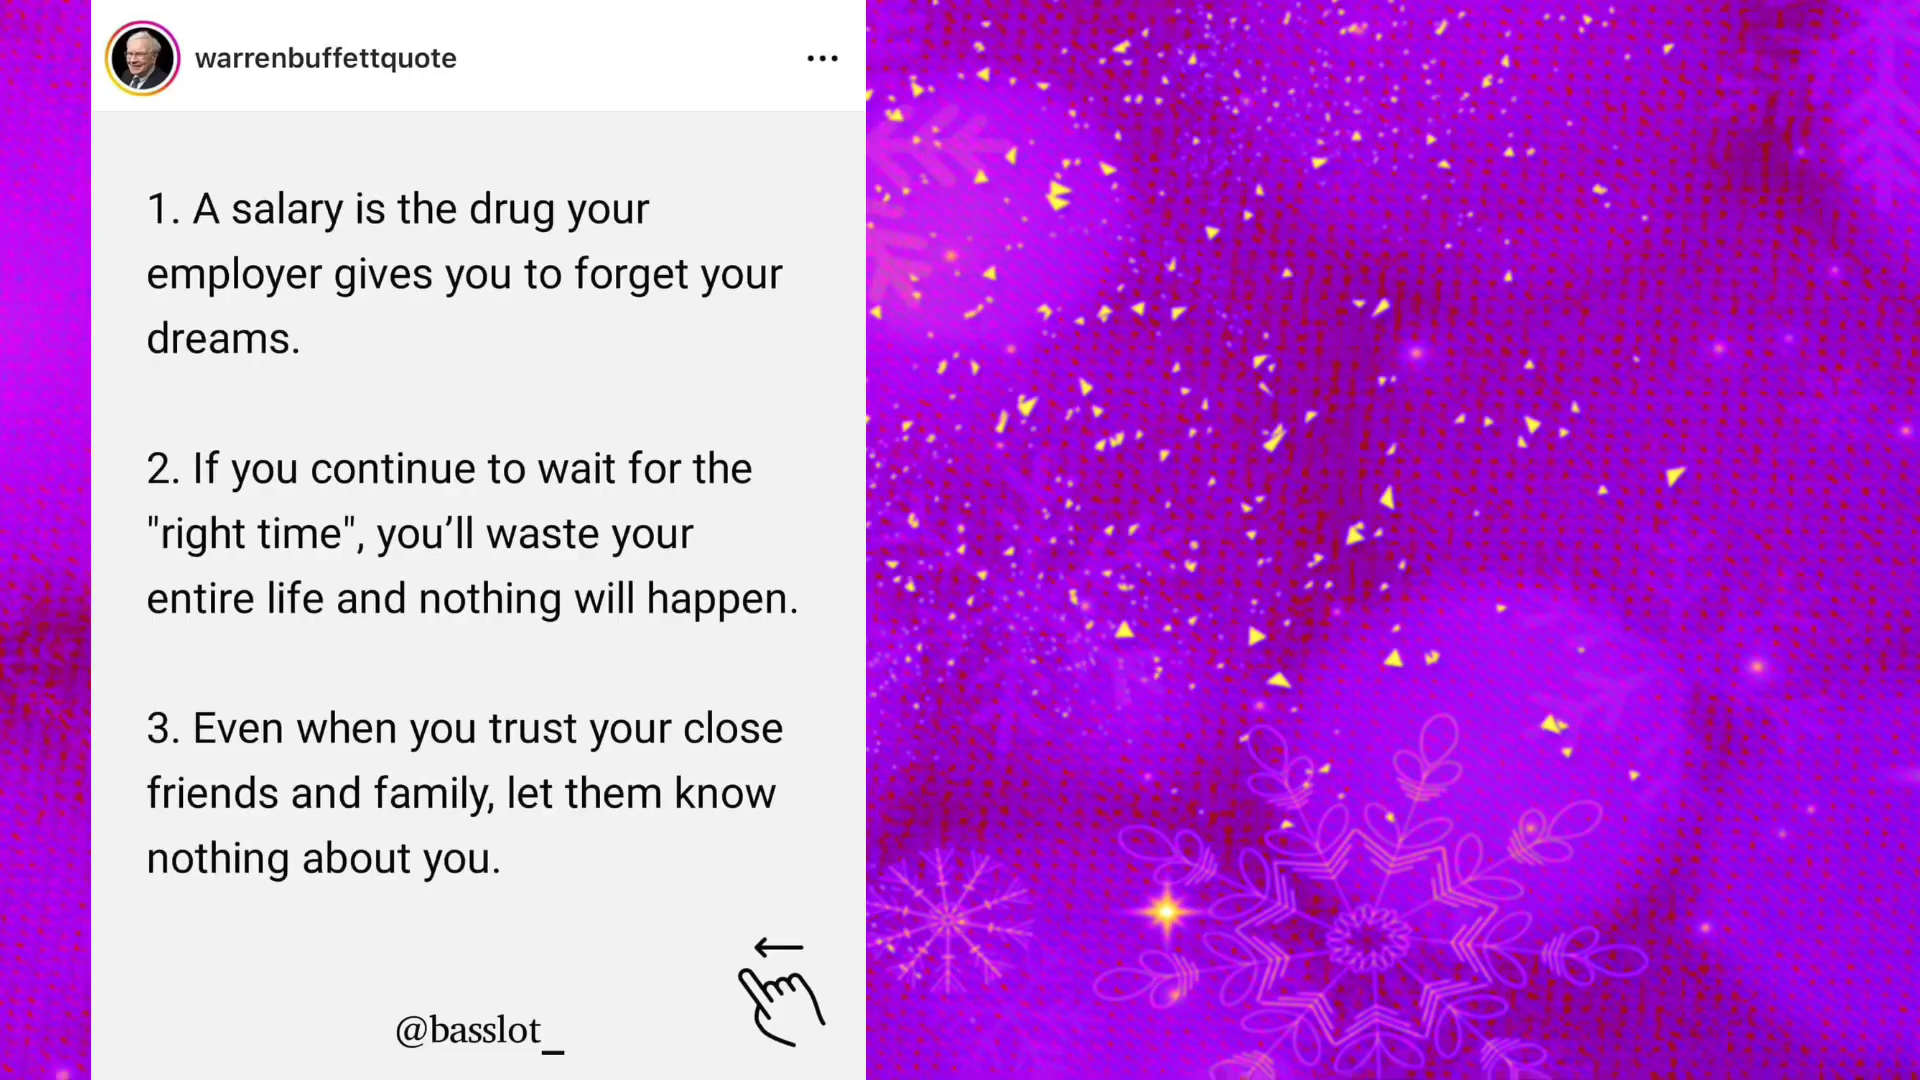 warrenbuffettquote
1. A salary is the drug your
employer gives you to forget your
dreams.
2. If you continue to wait for the
"right time", you’ll waste your
entire life and nothing will happen.
3. Even when you trust your close
friends and family, let them know
nothing about you.
@basslot_